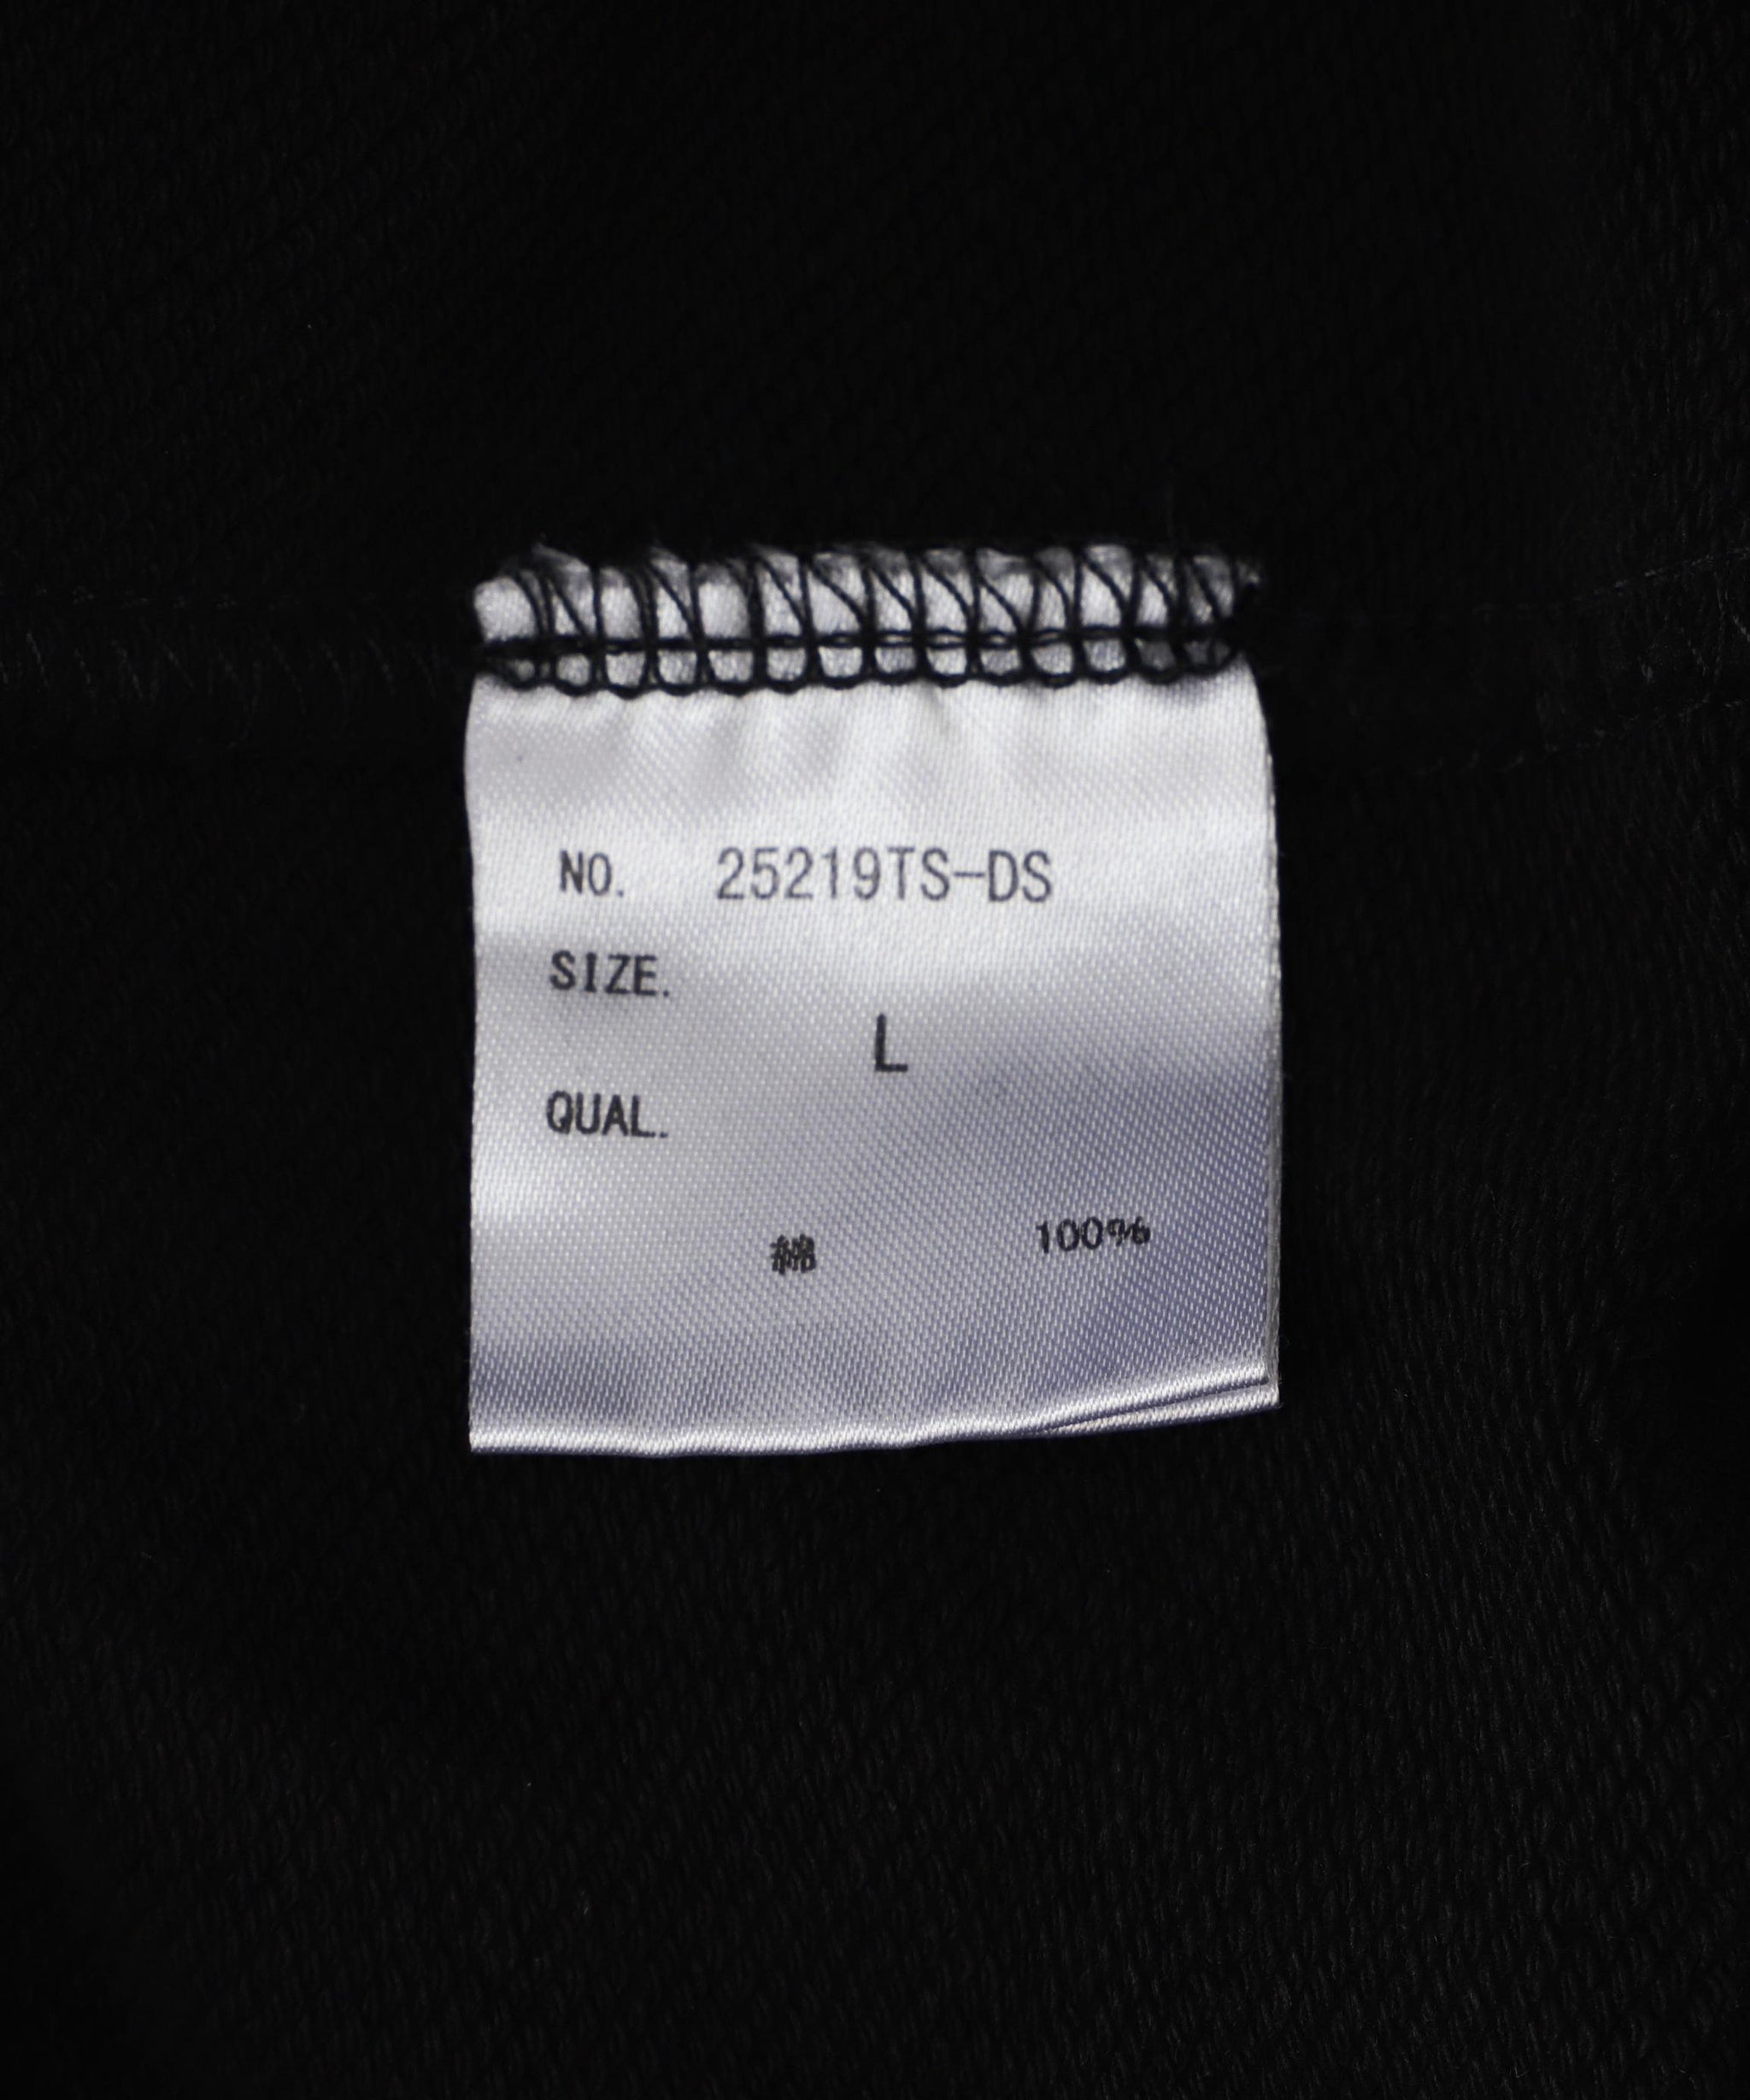 NO. 25219TS-DS
SIZE.
L
QUAL.
綿 100%